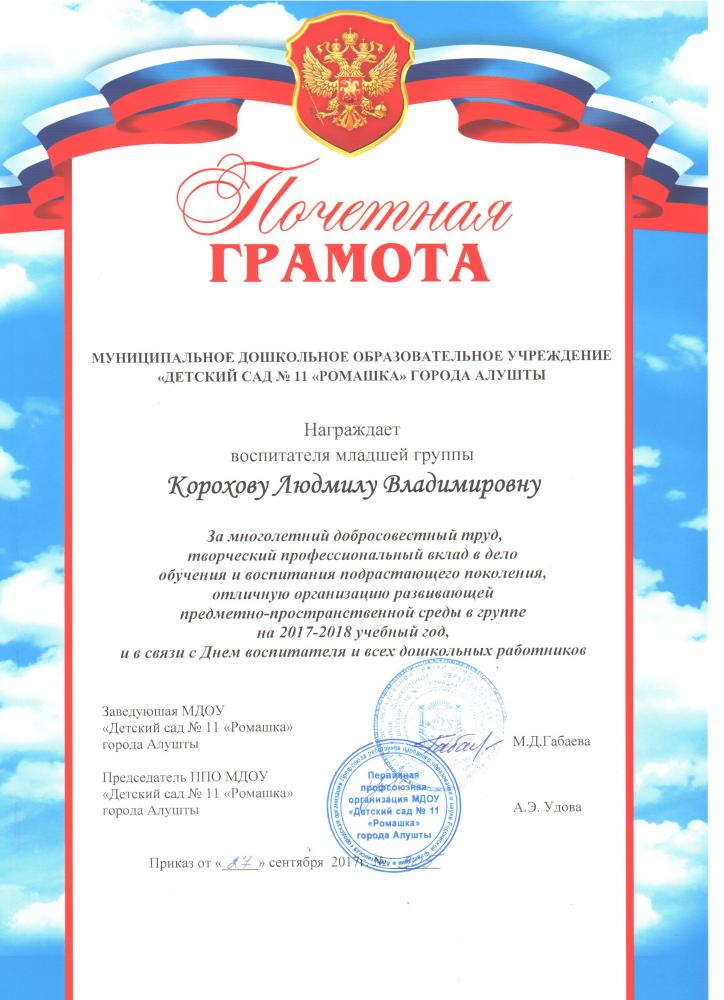 Почетная
ГРАМОТА
МУНИЦИПАЛЬНОЕ ДОШКОЛЬНОЕ ОБРАЗОВАТЕЛЬНОЕ УЧРЕЖДЕНИЕ
«ДЕТСКИЙ САД № 11 «РОМАШКА» ГОРОДА АЛУШТЫ
Награждает
воспитателя младшей группы
Корохову Людмилу Владимировну
За многолетний добросовестный труд,
творческий профессиональный вклад в дело
обучения и воспитания подрастающего поколения,
отличную организацию развивающей
предметно-пространственной среды в группе
на 2017-2018 учебный год,
и в связи с Днем воспитателя и всех дошкольных работников
Заведуюшая МДОУ
«Детский сад № 11 «Ромашка»
города Алушты
М.Д.Габаева
Председатель ППО МДОУ
«Детский сад № 11 «Ромашка»
города Алушты
А.Э. Удова
Первичная
профсоюзная
организация МДОУ
«Детский сад № 11
«Ромашка»
города Алушты
Приказ от «27» сентября 2017г. №